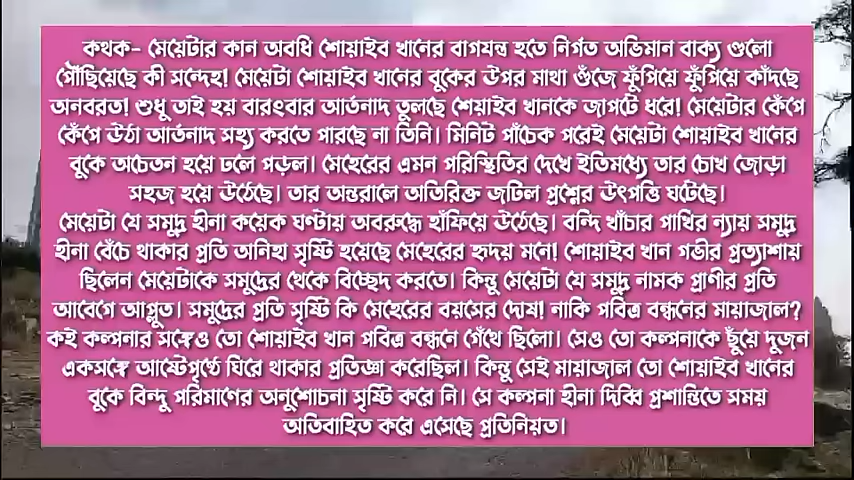 কথক- মেয়েটার কান অবধি শোয়াইব খানের বাগযন্ত্র হতে নির্গত অভিমান বাক্য গুলো
পৌঁছিয়েছে কী সন্দেহ! মেয়েটা শোয়াইব খানের বুকের উপর মাথা গুঁজে ফুঁপিয়ে ফুঁপিয়ে কাঁদছে
অনবরত! শুধু তাই হয় বারংবার আর্তনাদ তুলছে শেয়াইব খানকে জাপটে ধরে! মেয়েটার কেঁপে
কেঁপে উঠা আর্তনাদ সহ্য করতে পারছে না তিনি। মিনিট পাঁচেক পরেই মেয়েটা শোয়াইব খানের
বুকে অচেতন হয়ে ঢলে পড়ল। মেহেরের এমন পরিস্থিতির দেখে ইতিমধ্যে তার চোখ জোড়া
সহজ হয়ে উঠেছে। তার অন্তরালে অতিরিক্ত জটিল প্রশ্নের উৎপত্তি ঘটেছে।
মেয়েটা যে সমুদ্র হীনা কয়েক ঘণ্টায় অবরুদ্ধে হাঁফিয়ে উঠেছে। বন্দি খাঁচার পাখির ন্যায় সমুদ্র
হীনা বেঁচে থাকার প্রতি অনিহা সৃষ্টি হয়েছে মেহেরের হৃদয় মনে! শোয়াইব খান গভীর প্রত্যাশায়
ছিলেন মেয়েটাকে সমুদ্রের থেকে বিচ্ছেদ করতে। কিন্তু মেয়েটা যে সমুদ্র নামক প্রাণীর প্রতি
আবেগে আপ্লুত। সমুদ্রের প্রতি সৃষ্টি কি মেহেরের বয়সের দোষ! নাকি পবিত্র বন্ধনের মায়াজাল?
কই কল্পনার সঙ্গেও তো শোয়াইব খান পবিত্র বন্ধনে গেঁথে ছিলো। সেও তো কল্পনাকে ছুঁয়ে দুজন
একসঙ্গে আষ্টেপৃষ্ঠে ঘিরে থাকার প্রতিজ্ঞা করেছিল। কিন্তু সেই মায়াজাল তো শোয়াইব খানের
বুকে বিন্দু পরিমাণের অনুশোচনা সৃষ্টি করে নি। সে কল্পনা হীনা দিব্বি প্রশান্তিতে সময়
অতিবাহিত করে এসেছে প্রতিনিয়ত।